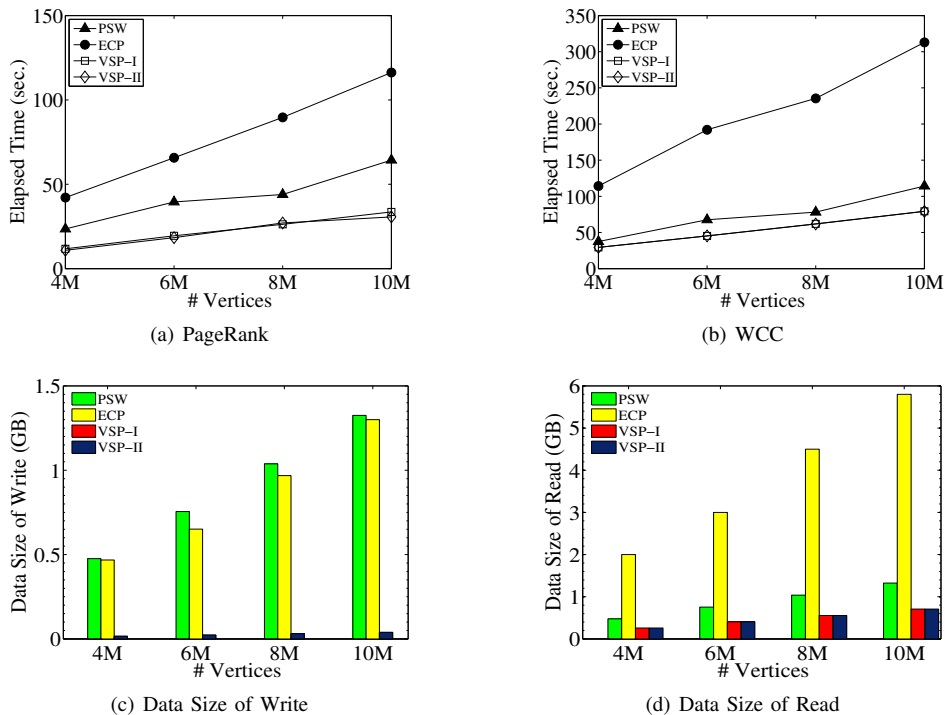 150
100
50
0
Elapsed Time (sec.)
PSW
ECP
VSP-I
VSP-II
4M 6M 8M 10M
# Vertices
(a) PageRank
350
300
250
200
150
100
50
0
Elapsed Time (sec.)
PSW
ECP
VSP-I
VSP-II
4M 6M 8M 10M
# Vertices
(b) WCC
1.5
1
0.5
0
Data Size of Write (GB)
PSW
ECP
VSP-I
VSP-II
4M 6M 8M 10M
# Vertices
(c) Data Size of Write
6
5
4
3
2
1
0
Data Size of Read (GB)
PSW
ECP
VSP-I
VSP-II
4M 6M 8M 10M
# Vertices
(d) Data Size of Read